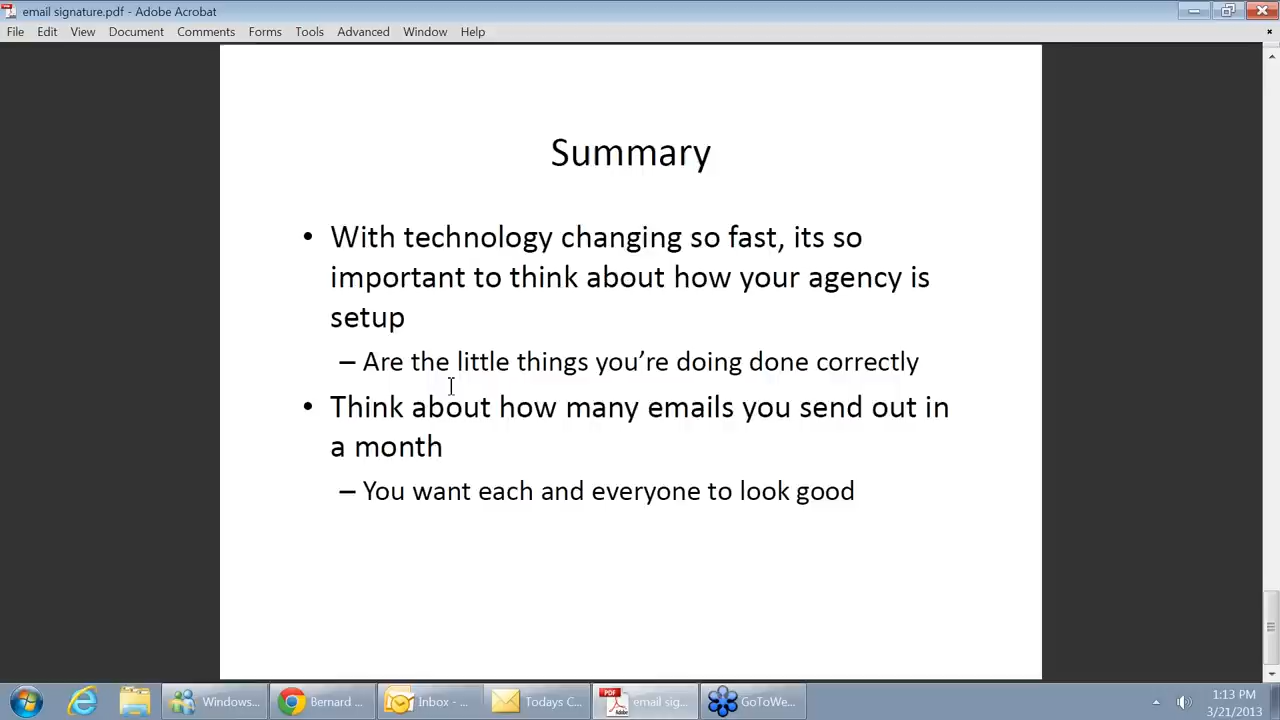 email signature.pdf - Adobe Acrobat
File Edit View Document Comments Forms Tools Advanced Window Help
Summary
• With technology changing so fast, its so
important to think about how your agency is
setup
– Are the little things you’re doing done correctly
• Think about how many emails you send out in
a month
– You want each and everyone to look good
Windows... Bernard ... Inbox - ... Todays C... PDF Adobe email sig... GoToWe...
1:13 PM
3/21/2013